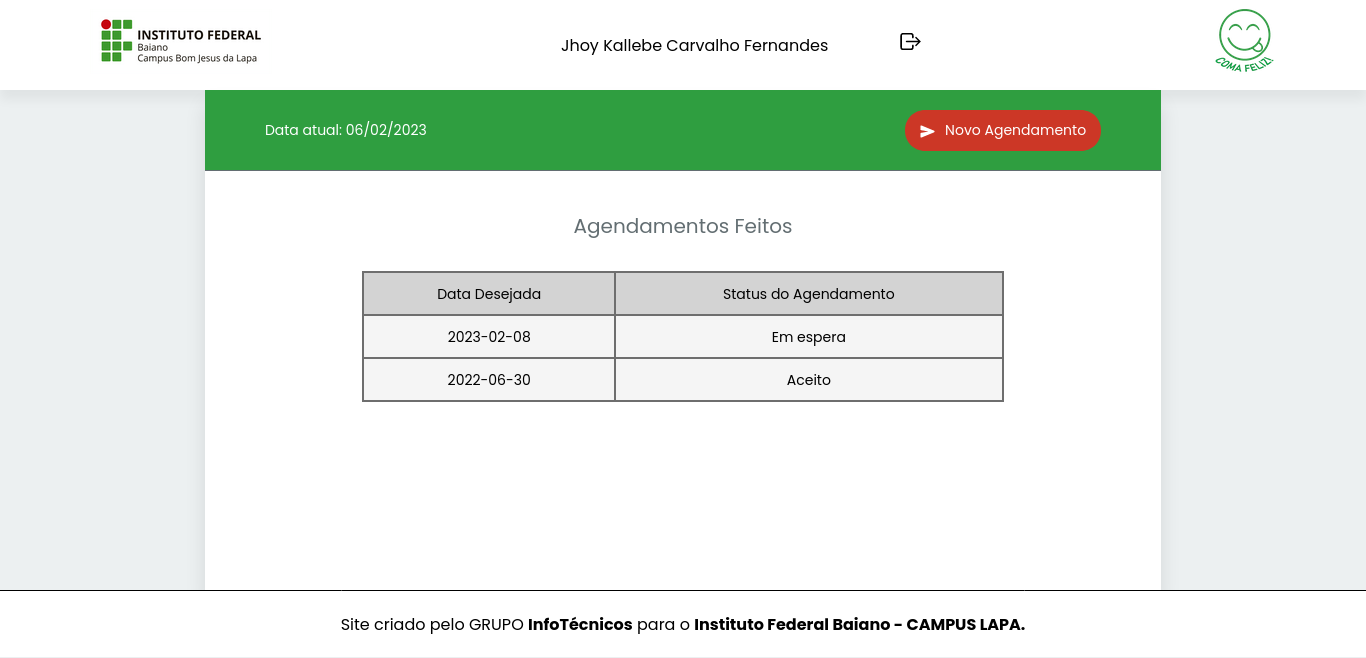 INSTITUTO FEDERAL
Baiano
Campus Bom Jesus da Lapa
Jhoy Kallebe Carvalho Fernandes
COMA FELIZ!
Data atual: 06/02/2023
Novo Agendamento
Agendamentos Feitos
Data Desejada Status do Agendamento
2023-02-08 Em espera
2022-06-30 Aceito
Site criado pelo GRUPO InfoTécnicos para o Instituto Federal Baiano - CAMPUS LAPA.